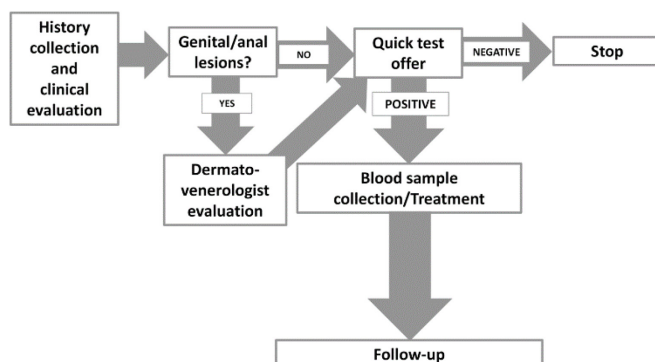 History
collection
and
clinical
evaluation
Genital/anal
lesions?
NO
Quick test
offer
NEGATIVE
Stop
YES
POSITIVE
Dermato-
venerologist
evaluation
Blood sample
collection/Treatment
Follow-up